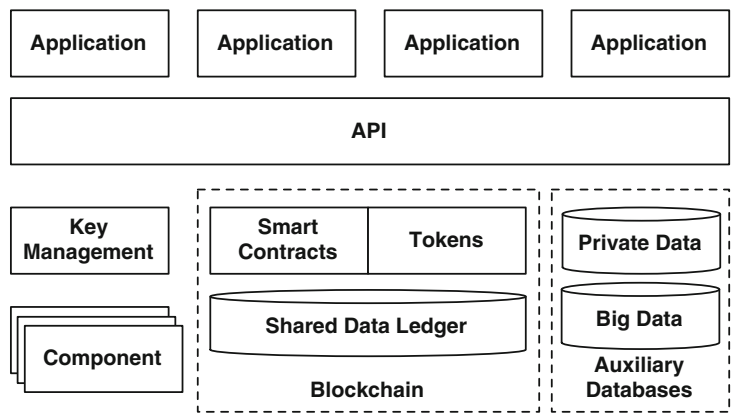 Application
Application
Application
Application
API
Key
Management
Smart
Contracts
Tokens
Private Data
Component
Shared Data Ledger
Big Data
Blockchain
Auxiliary
Databases